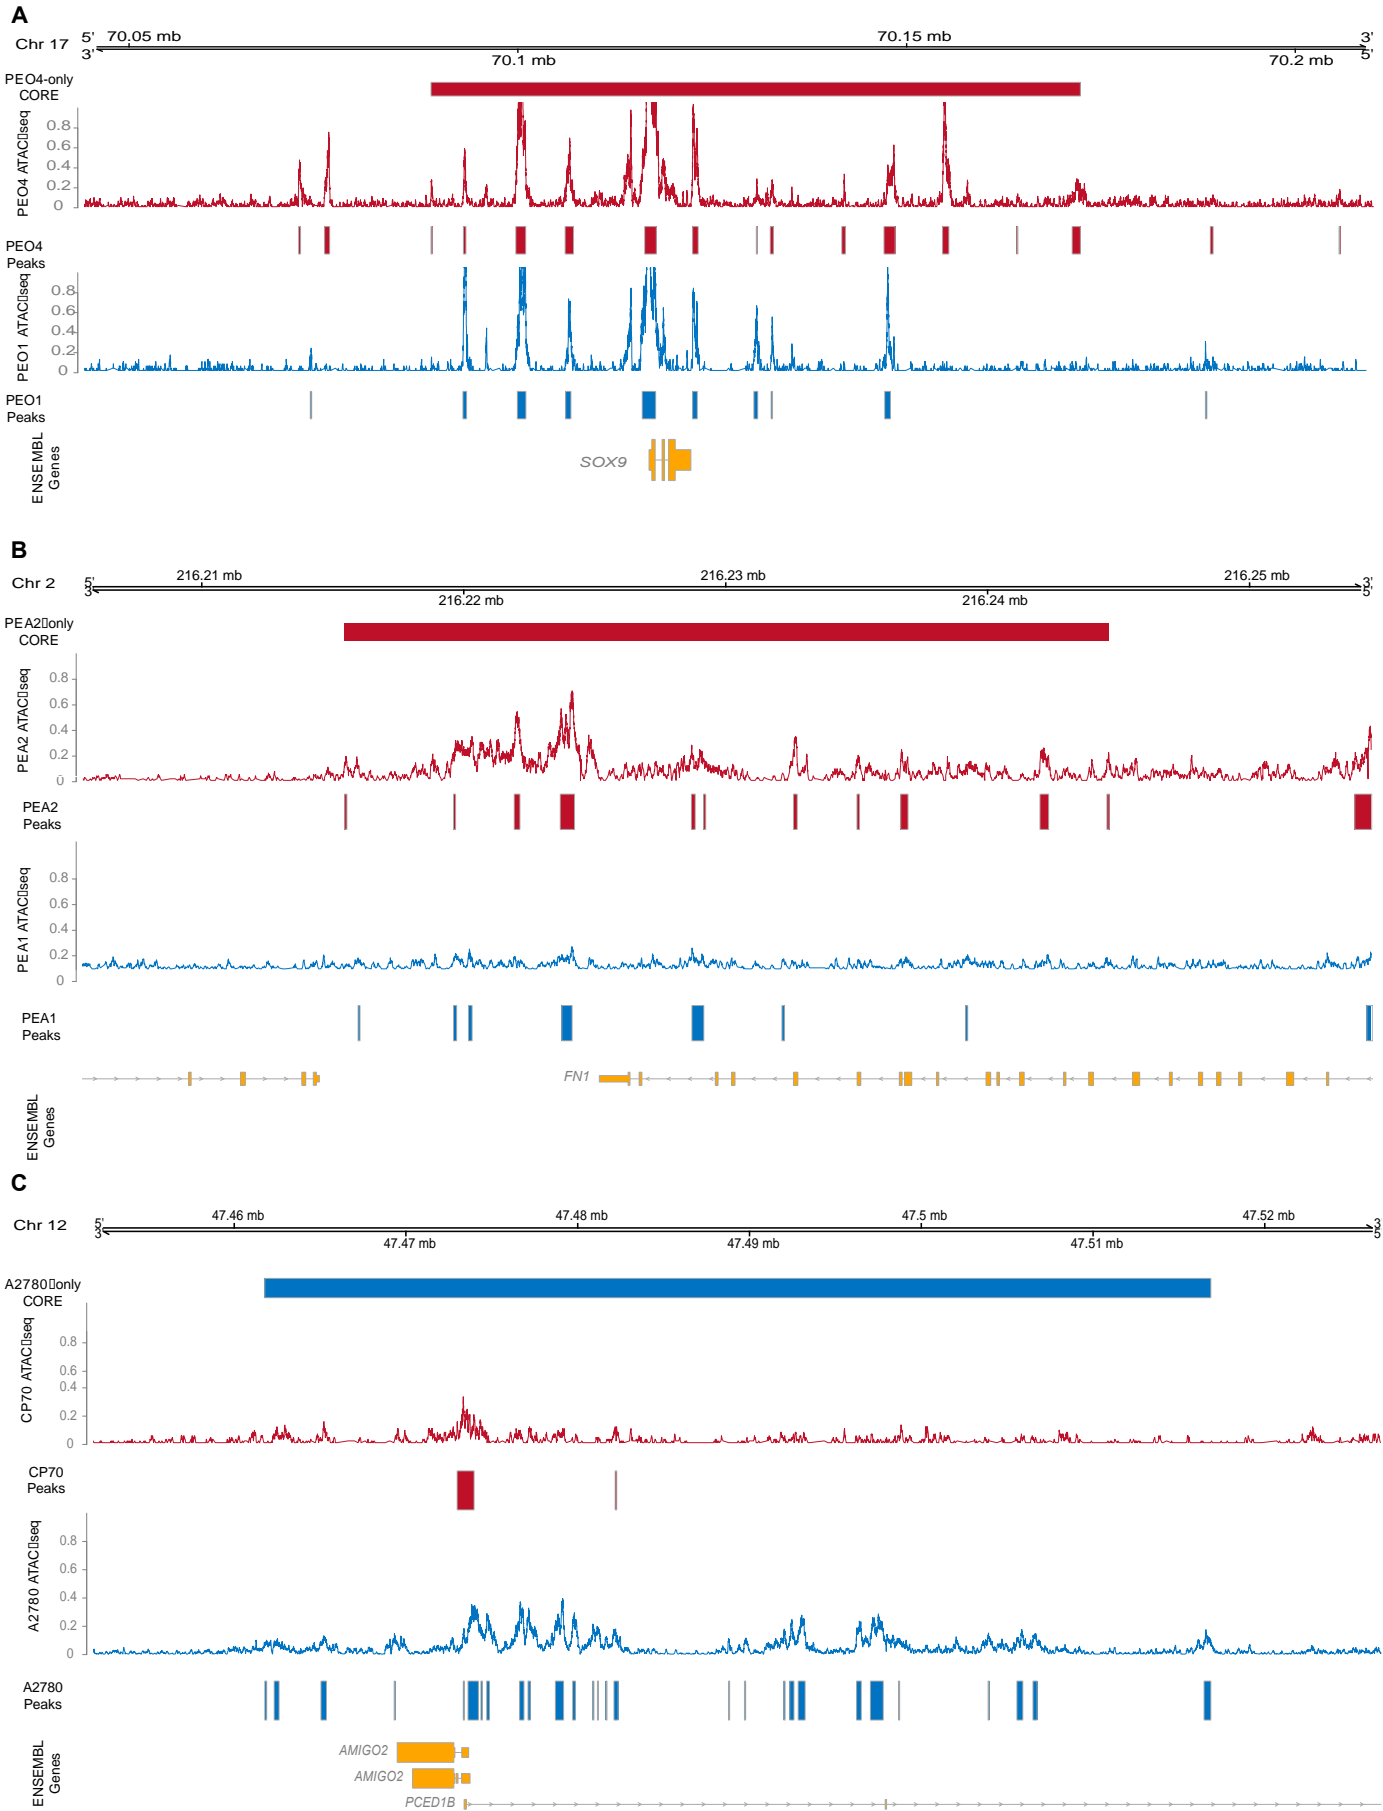 A
Chr 17
5' 70.05 mb 70.15 mb 3'
3' 70.1 mb 70.2 mb 5'
PEO4-only
CORE
PEO4 ATAC▯seq
0.8
0.6
0.4
0.2
0
PEO4
Peaks
PEO1 ATAC▯seq
0.8
0.6
0.4
0.2
0
PEO1
Peaks
ENSEMBL
Genes
SOX9
B
Chr 2
5' 216.21 mb 216.23 mb 216.25 mb 3'
3' 216.22 mb 216.24 mb 5'
PEA2▯only
CORE
PEA2 ATAC▯seq
0.8
0.6
0.4
0.2
0
PEA2
Peaks
PEA1 ATAC▯seq
0.8
0.6
0.4
0.2
0
PEA1
Peaks
FN1
ENSEMBL
Genes
C
Chr 12
5' 47.46 mb 47.48 mb 47.5 mb 47.52 mb 3
3' 47.47 mb 47.49 mb 47.51 mb 5
A2780▯only
CORE
CP70 ATAC▯seq
0.8
0.6
0.4
0.2
0
CP70
Peaks
A2780 ATAC▯seq
0.8
0.6
0.4
0.2
0
A2780
Peaks
ENSEMBL
Genes
AMIGO2
AMIGO2
PCED1B